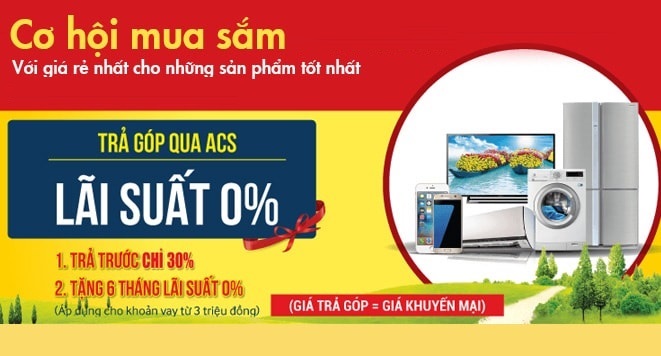 Cơ hội mua sắm
Với giá rẻ nhất cho những sản phẩm tốt nhất
TRẢ GÓP QUA ACS
LÃI SUẤT 0%
1. TRẢ TRƯỚC CHỈ 30%
2. TẶNG 6 THÁNG LÃI SUẤT 0%
(Áp dụng cho khoản vay từ 3 triệu đồng)
(GIÁ TRẢ GÓP = GIÁ KHUYẾN MẠI)